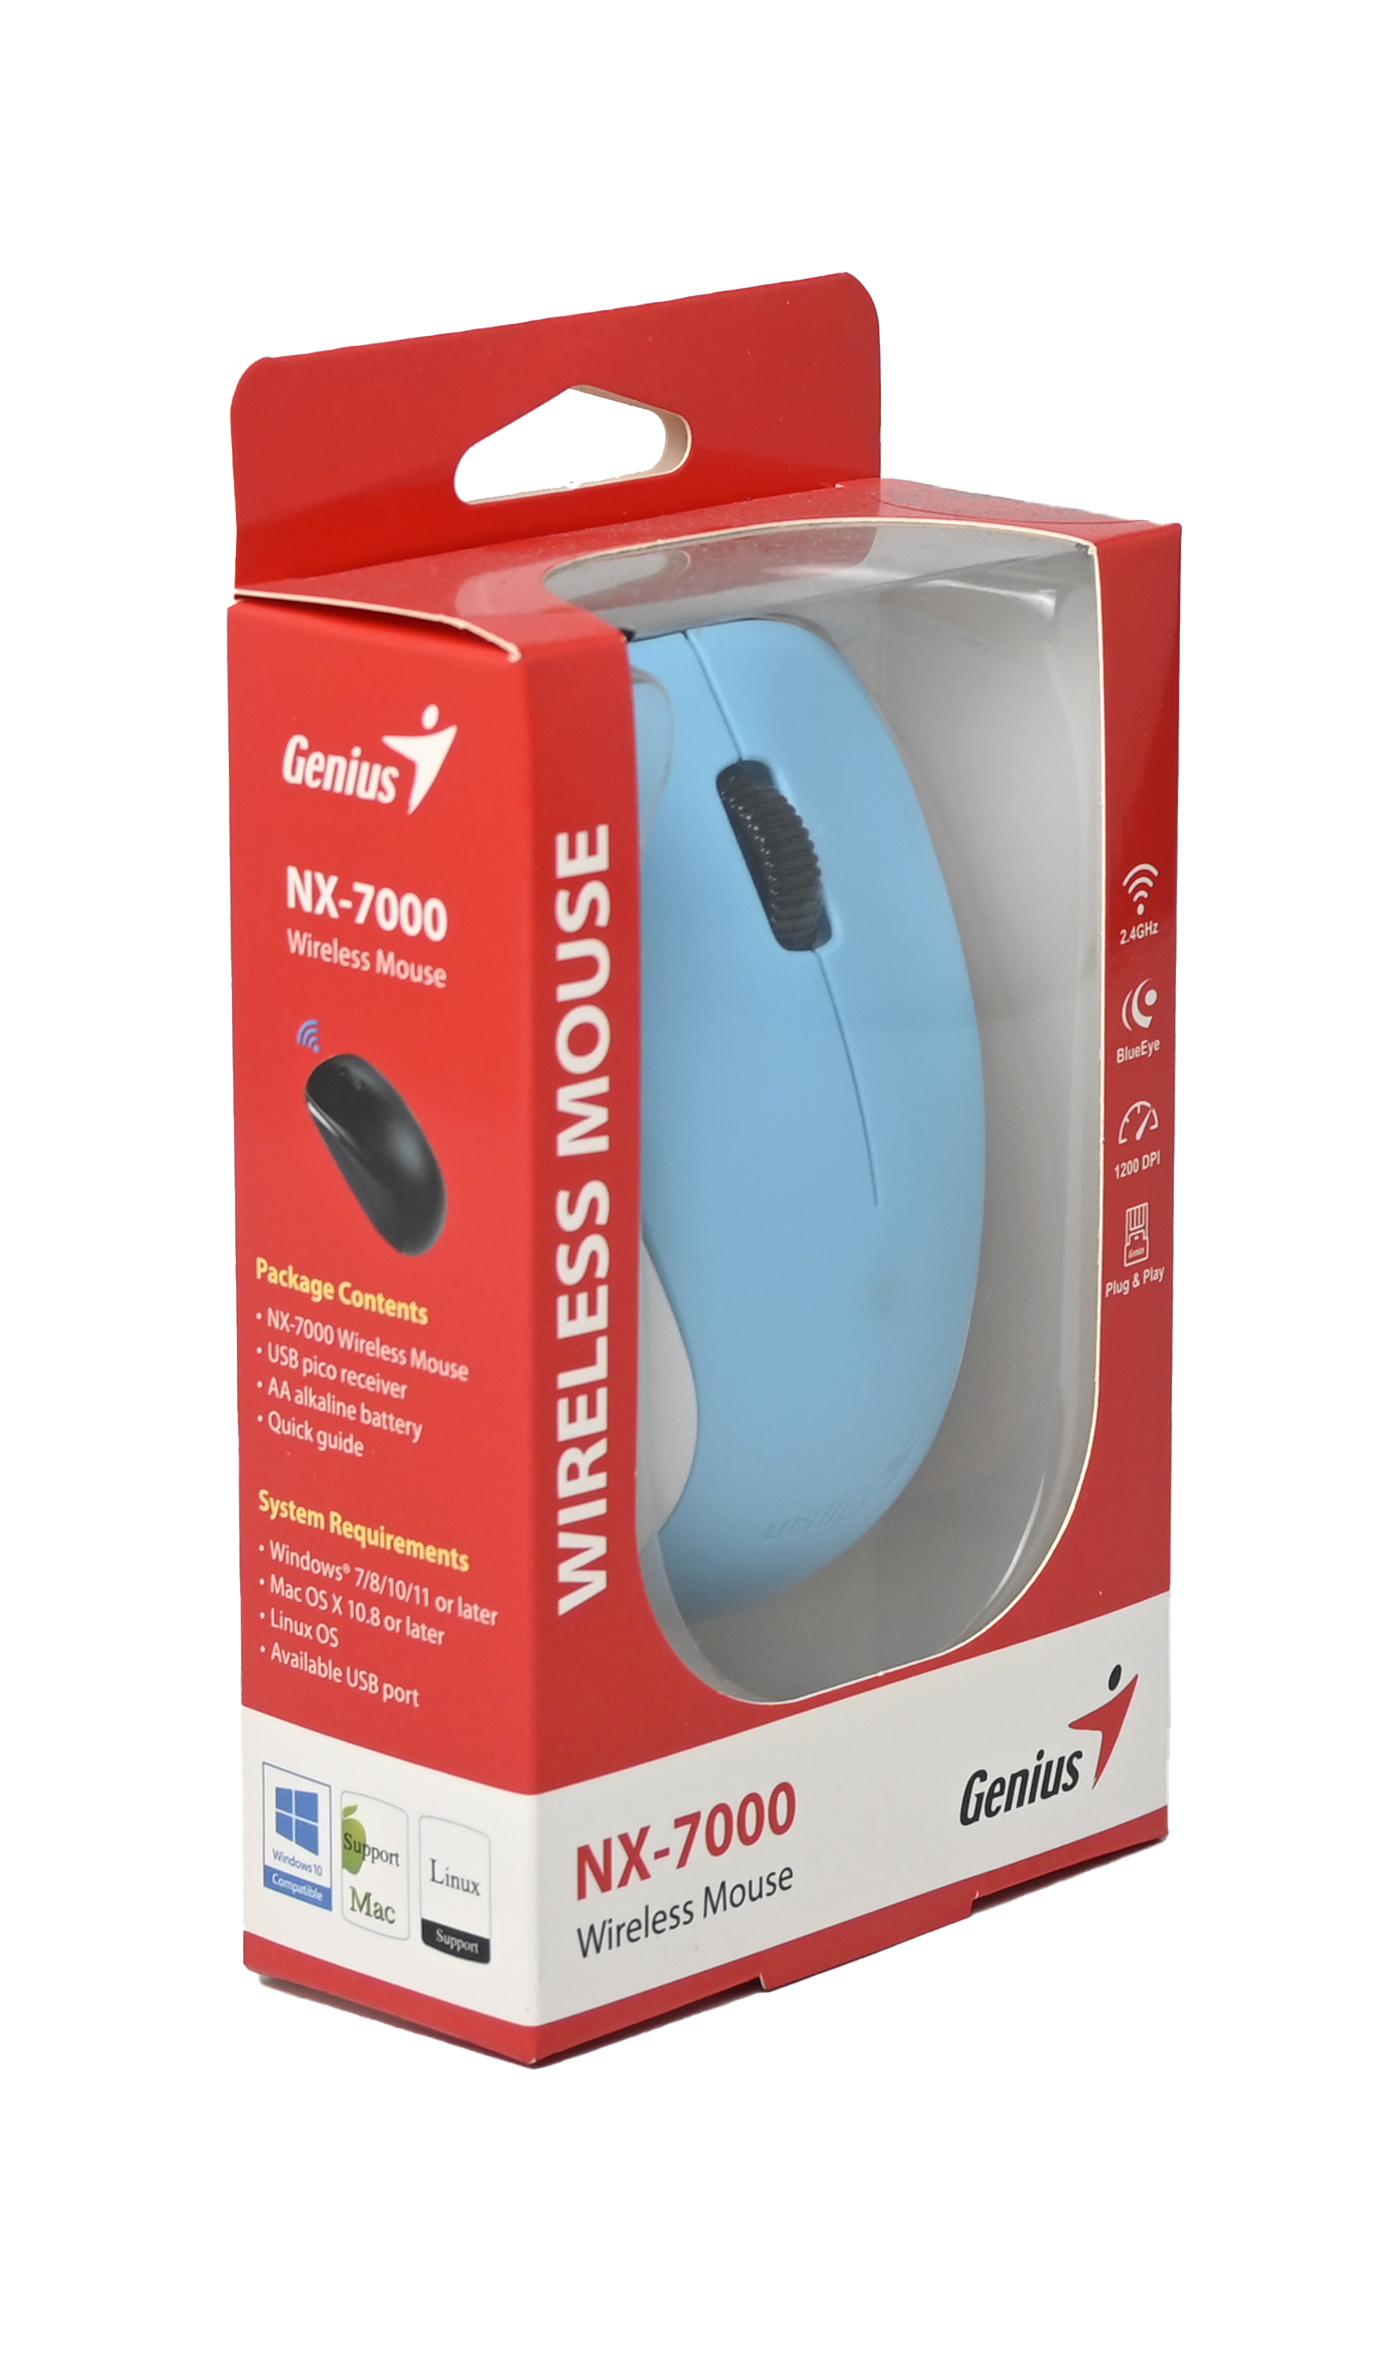 Genius
NX-7000
Wireless Mouse
Package Contents
• NX-7000 Wireless Mouse
• USB pico receiver
• AA alkaline battery
• Quick guide
System Requirements
• Windows® 7/8/10/11 or later
• Mac OS X 10.8 or later
• Linux OS
• Available USB port
Windows 10
Compatible
Support
Mac
Linux
Support
WIRELESS MOUSE
Genius
2.4GHz
BlueEye
1200 DPI
Genius
Plug & Play
NX-7000
Wireless Mouse
Genius